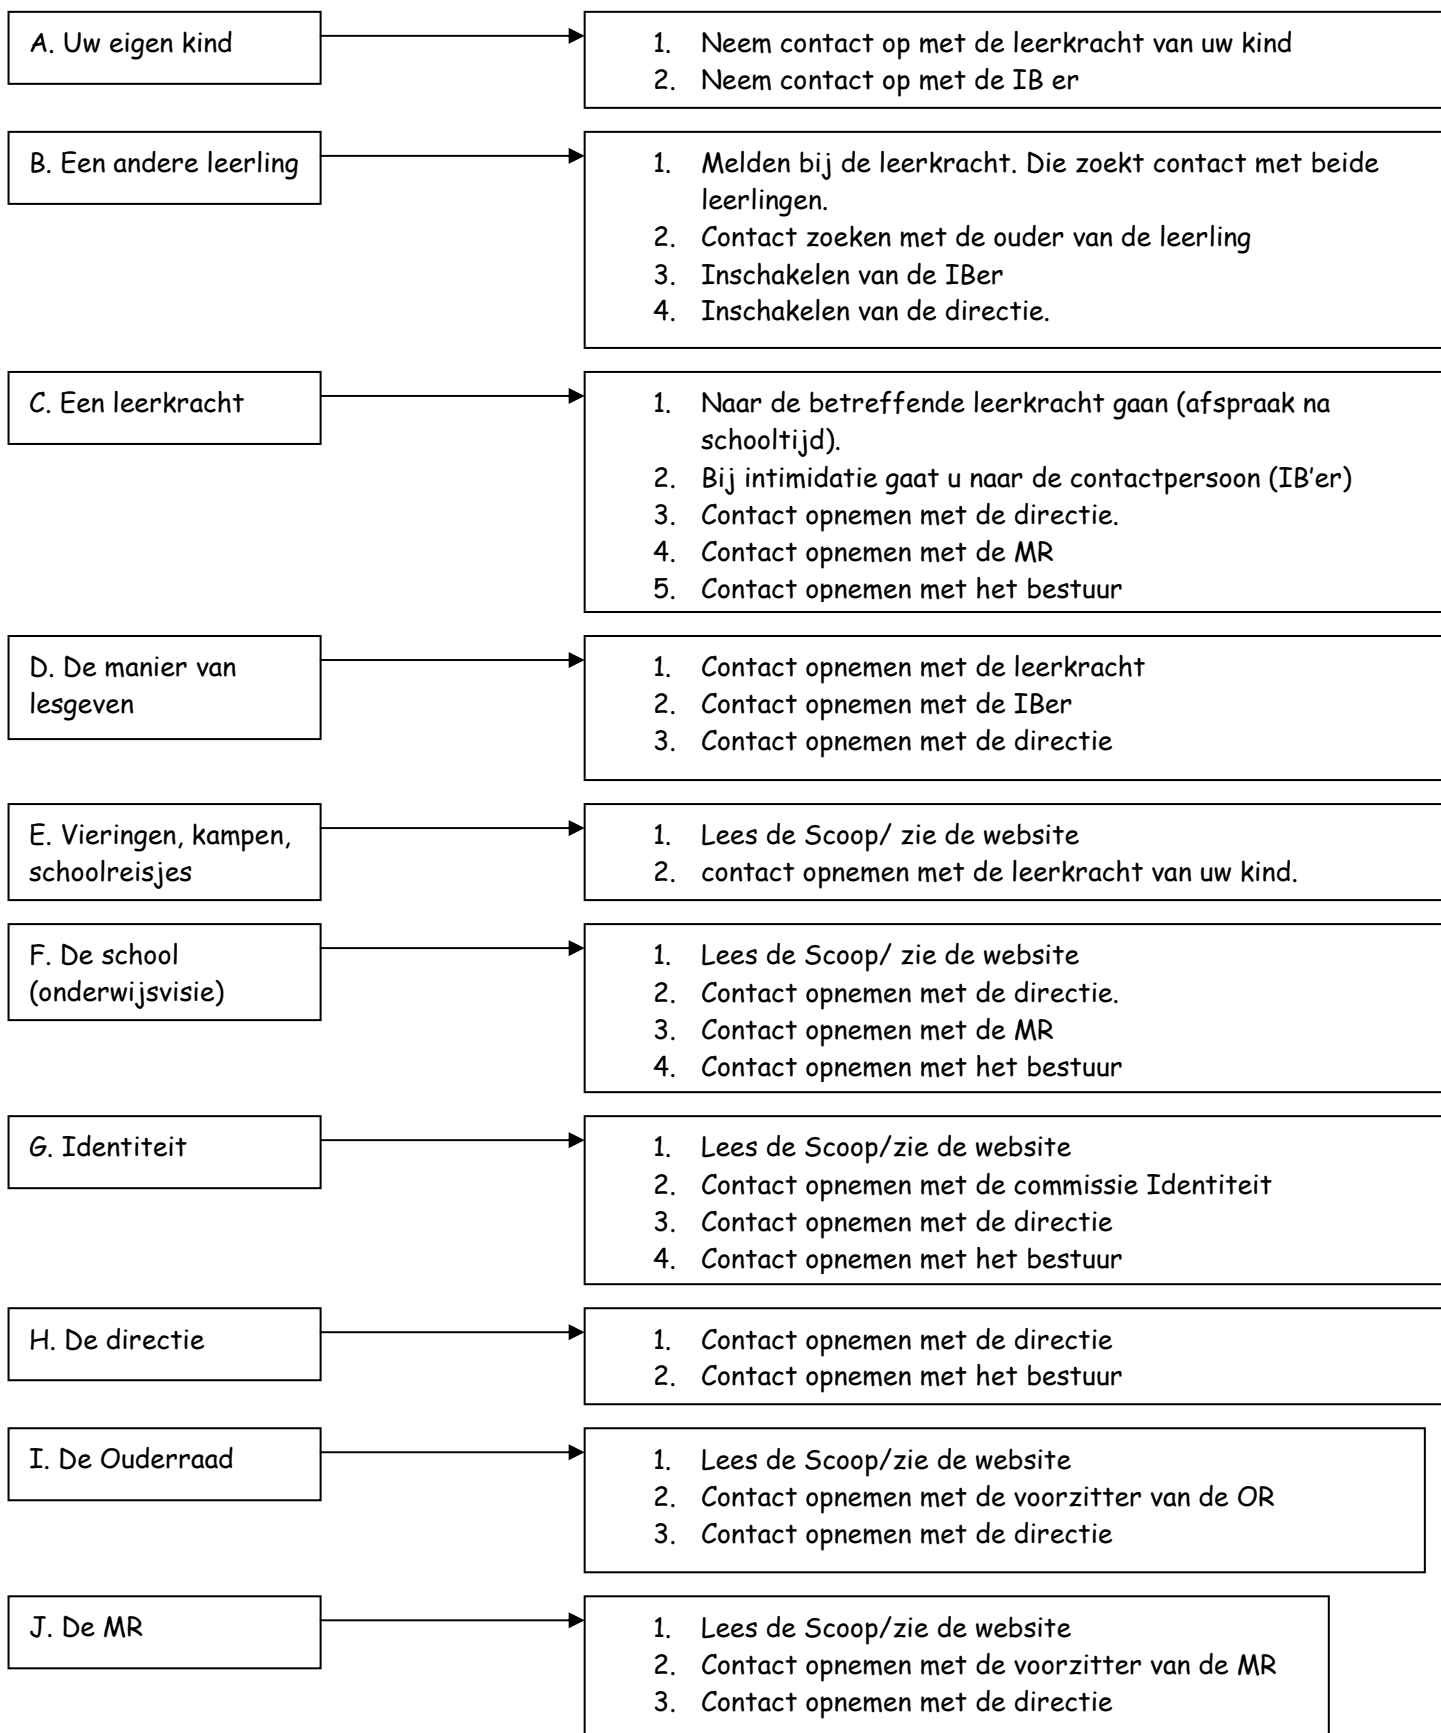 A. Uw eigen kind
1. Neem contact op met de leerkracht van uw kind
2. Neem contact op met de IB er
B. Een andere leerling
1. Melden bij de leerkracht. Die zoekt contact met beide
leerlingen.
2. Contact zoeken met de ouder van de leerling
3. Inschakelen van de IBer
4. Inschakelen van de directie.
C. Een leerkracht
1. Naar de betreffende leerkracht gaan (afspraak na
schooltijd).
2. Bij intimidatie gaat u naar de contactpersoon (IB’er)
3. Contact opnemen met de directie.
4. Contact opnemen met de MR
5. Contact opnemen met het bestuur
D. De manier van
lesgeven
1. Contact opnemen met de leerkracht
2. Contact opnemen met de IBer
3. Contact opnemen met de directie
E. Vieringen, kampen,
schoolreisjes
1. Lees de Scoop/ zie de website
2. contact opnemen met de leerkracht van uw kind.
F. De school
(onderwijsvisie)
1. Lees de Scoop/ zie de website
2. Contact opnemen met de directie.
3. Contact opnemen met de MR
4. Contact opnemen met het bestuur
G. Identiteit
1. Lees de Scoop/zie de website
2. Contact opnemen met de commissie Identiteit
3. Contact opnemen met de directie
4. Contact opnemen met het bestuur
H. De directie
1. Contact opnemen met de directie
2. Contact opnemen met het bestuur
I. De Ouderraad
1. Lees de Scoop/zie de website
2. Contact opnemen met de voorzitter van de OR
3. Contact opnemen met de directie
J. De MR
1. Lees de Scoop/zie de website
2. Contact opnemen met de voorzitter van de MR
3. Contact opnemen met de directie